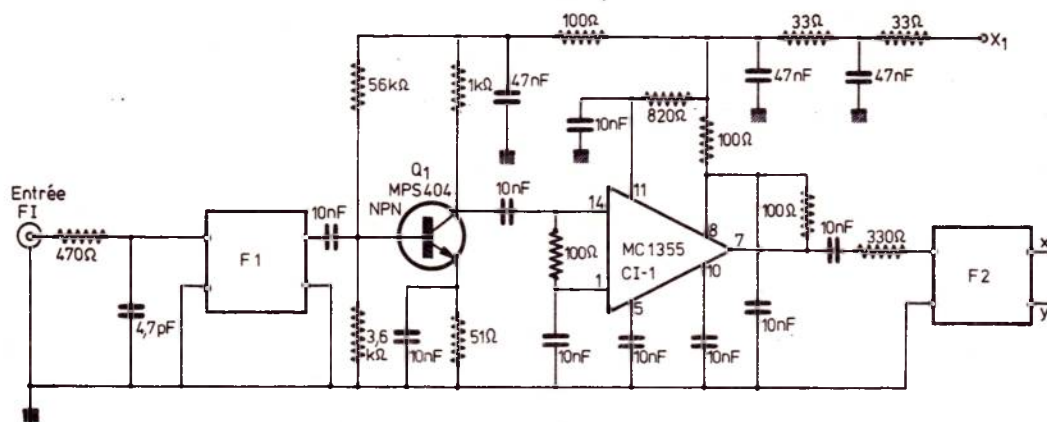 100Ω
33Ω
33Ω
X1
56kΩ
1kΩ
47nF
47nF
47nF
10nF
820Ω
100Ω
Q1
MPS404
NPN
Entrée
FI
10nF
10nF
14
11
100Ω
470Ω
F1
100Ω
MC1355
CI-1
8
7
10nF
330Ω
F2
x
y
1
10
5
4,7pF
3,6
kΩ
10nF
51Ω
10nF
10nF
10nF
10nF